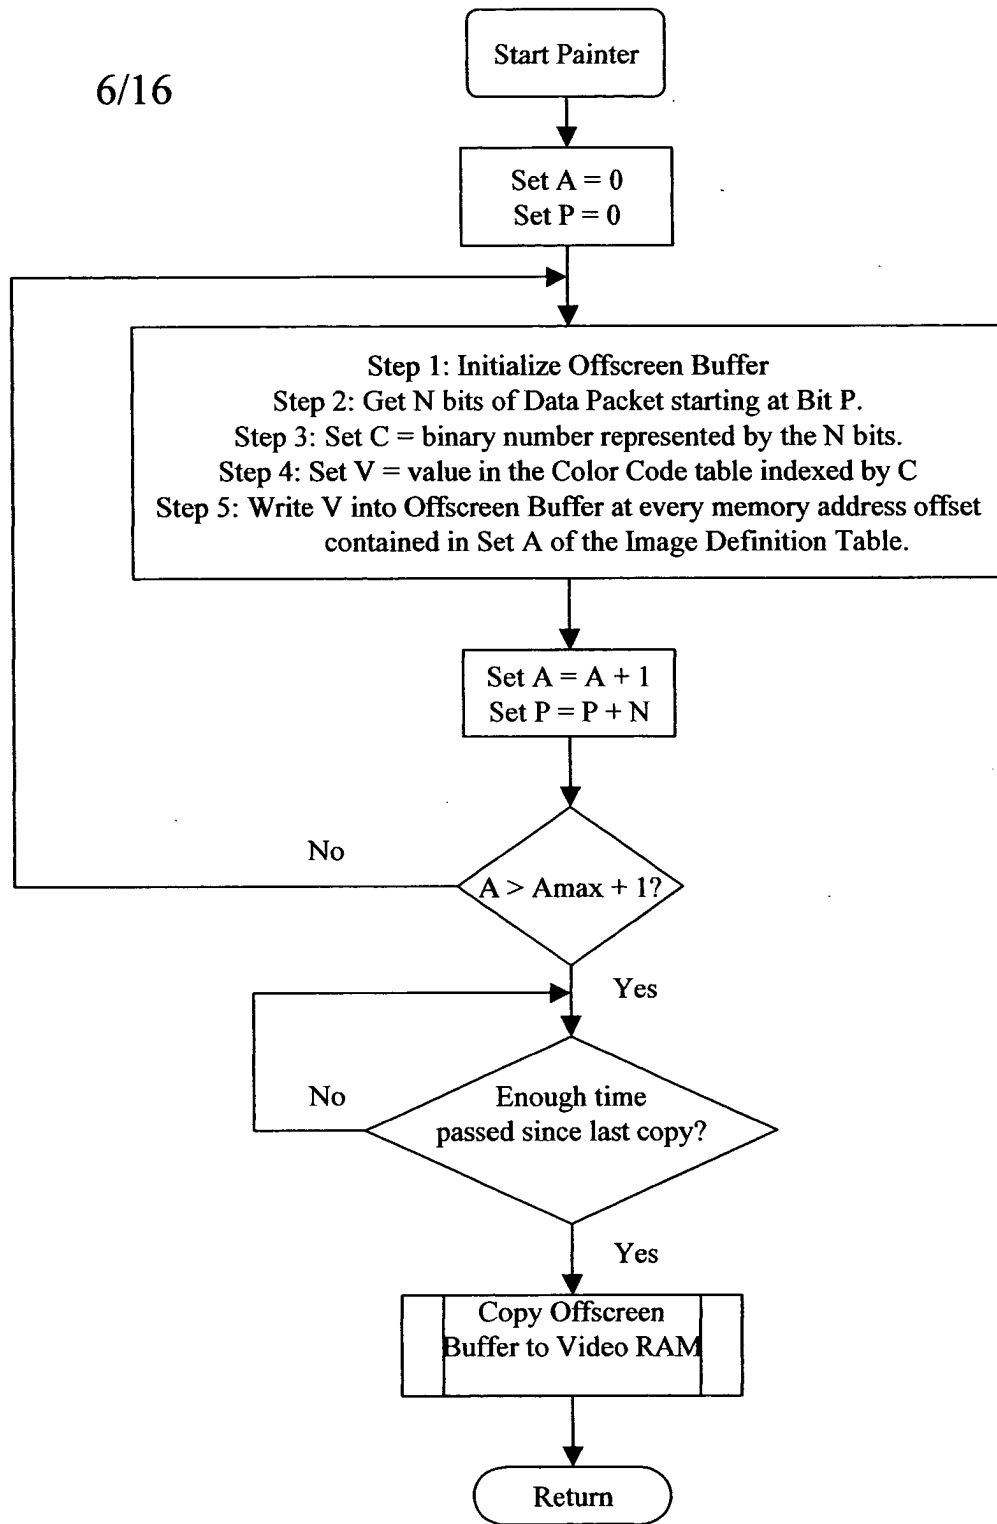 6/16
Start Painter
Set A = 0
Set P = 0
Step 1: Initialize Offscreen Buffer
Step 2: Get N bits of Data Packet starting at Bit P.
Step 3: Set C = binary number represented by the N bits.
Step 4: Set V = value in the Color Code table indexed by C
Step 5: Write V into Offscreen Buffer at every memory address offset
contained in Set A of the Image Definition Table.
Set A = A + 1
Set P = P + N
No
A > Amax + 1?
Yes
No
Enough time
passed since last copy?
Yes
Copy Offscreen
Buffer to Video RAM
Return